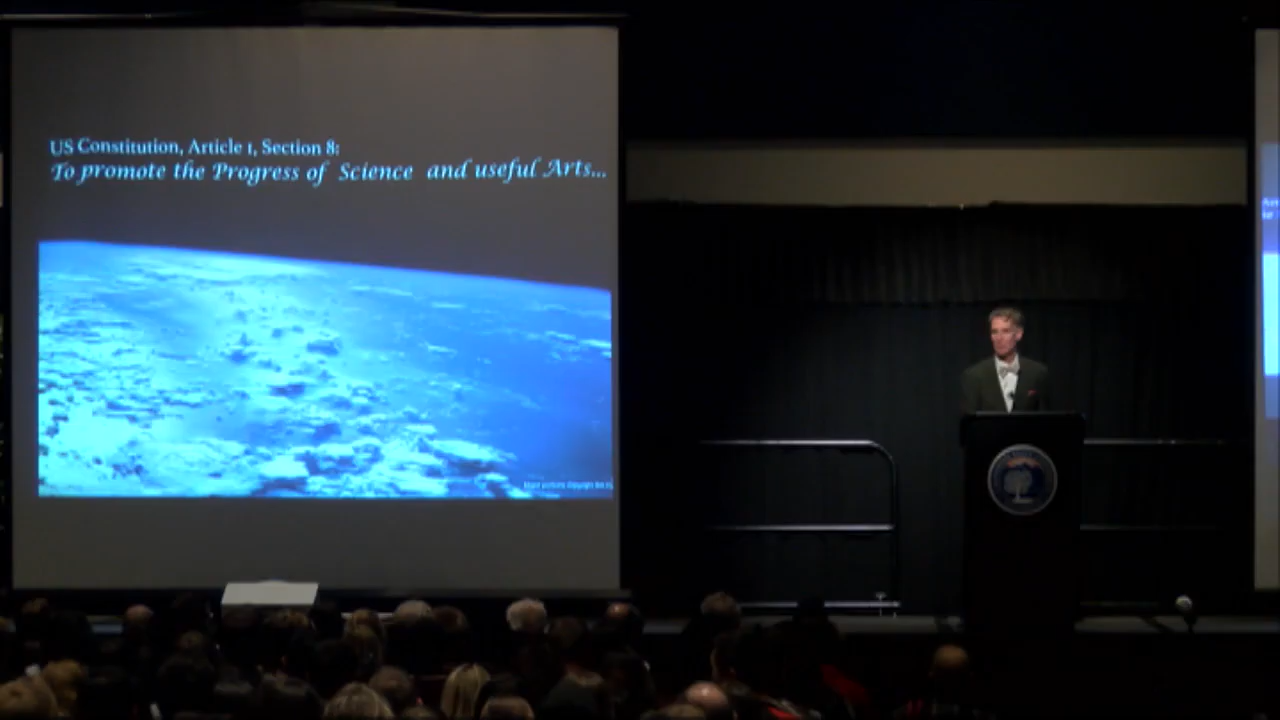 US Constitution, Article 1, Section 8:
To promote the Progress of Science and useful Arts...